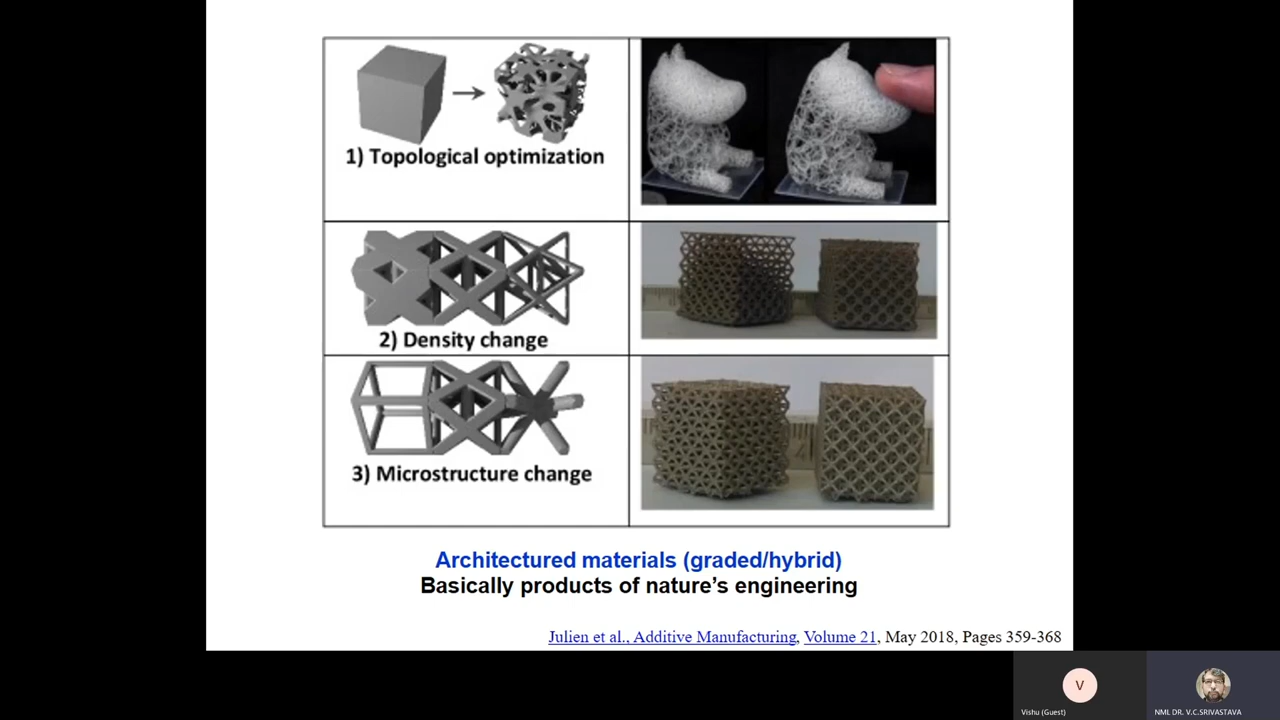 1) Topological optimization
2) Density change
3) Microstructure change
Architectured materials (graded/hybrid)
Basically products of nature's engineering
Julien et al., Additive Manufacturing, Volume 21, May 2018, Pages 359-368
V
Vishu (Guest)
NML DR. V.C.SRIVASTAVA